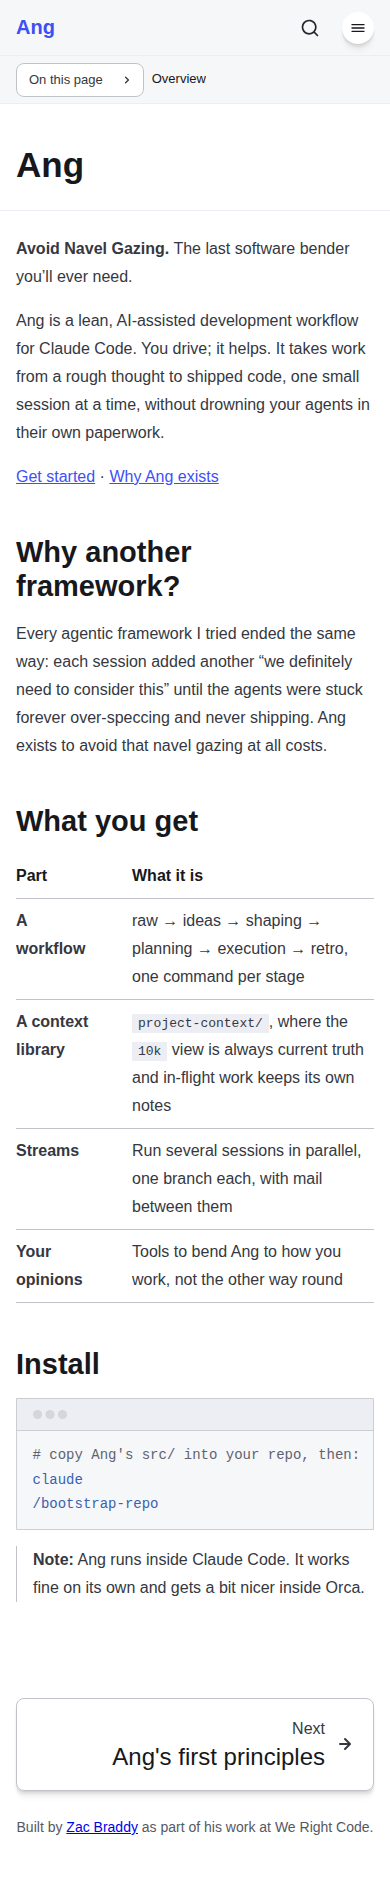 Ang
On this page
Overview
Ang
Avoid Navel Gazing. The last software bender
you’ll ever need.
Ang is a lean, AI-assisted development workflow
for Claude Code. You drive; it helps. It takes work
from a rough thought to shipped code, one small
session at a time, without drowning your agents in
their own paperwork.
Get started · Why Ang exists
Why another
framework?
Every agentic framework I tried ended the same
way: each session added another “we definitely
need to consider this” until the agents were stuck
forever over-speccing and never shipping. Ang
exists to avoid that navel gazing at all costs.
What you get
Part What it is
A workflow
raw → ideas → shaping →
planning → execution → retro,
one command per stage
A context library
project-context/, where the
10k view is always current truth
and in-flight work keeps its own
notes
Streams
Run several sessions in parallel,
one branch each, with mail
between them
Your opinions
Tools to bend Ang to how you
work, not the other way round
Install
# copy Ang's src/ into your repo, then:
claude
/bootstrap-repo
Note: Ang runs inside Claude Code. It works
fine on its own and gets a bit nicer inside Orca.
Next
Ang's first principles
Built by Zac Braddy as part of his work at We Right Code.